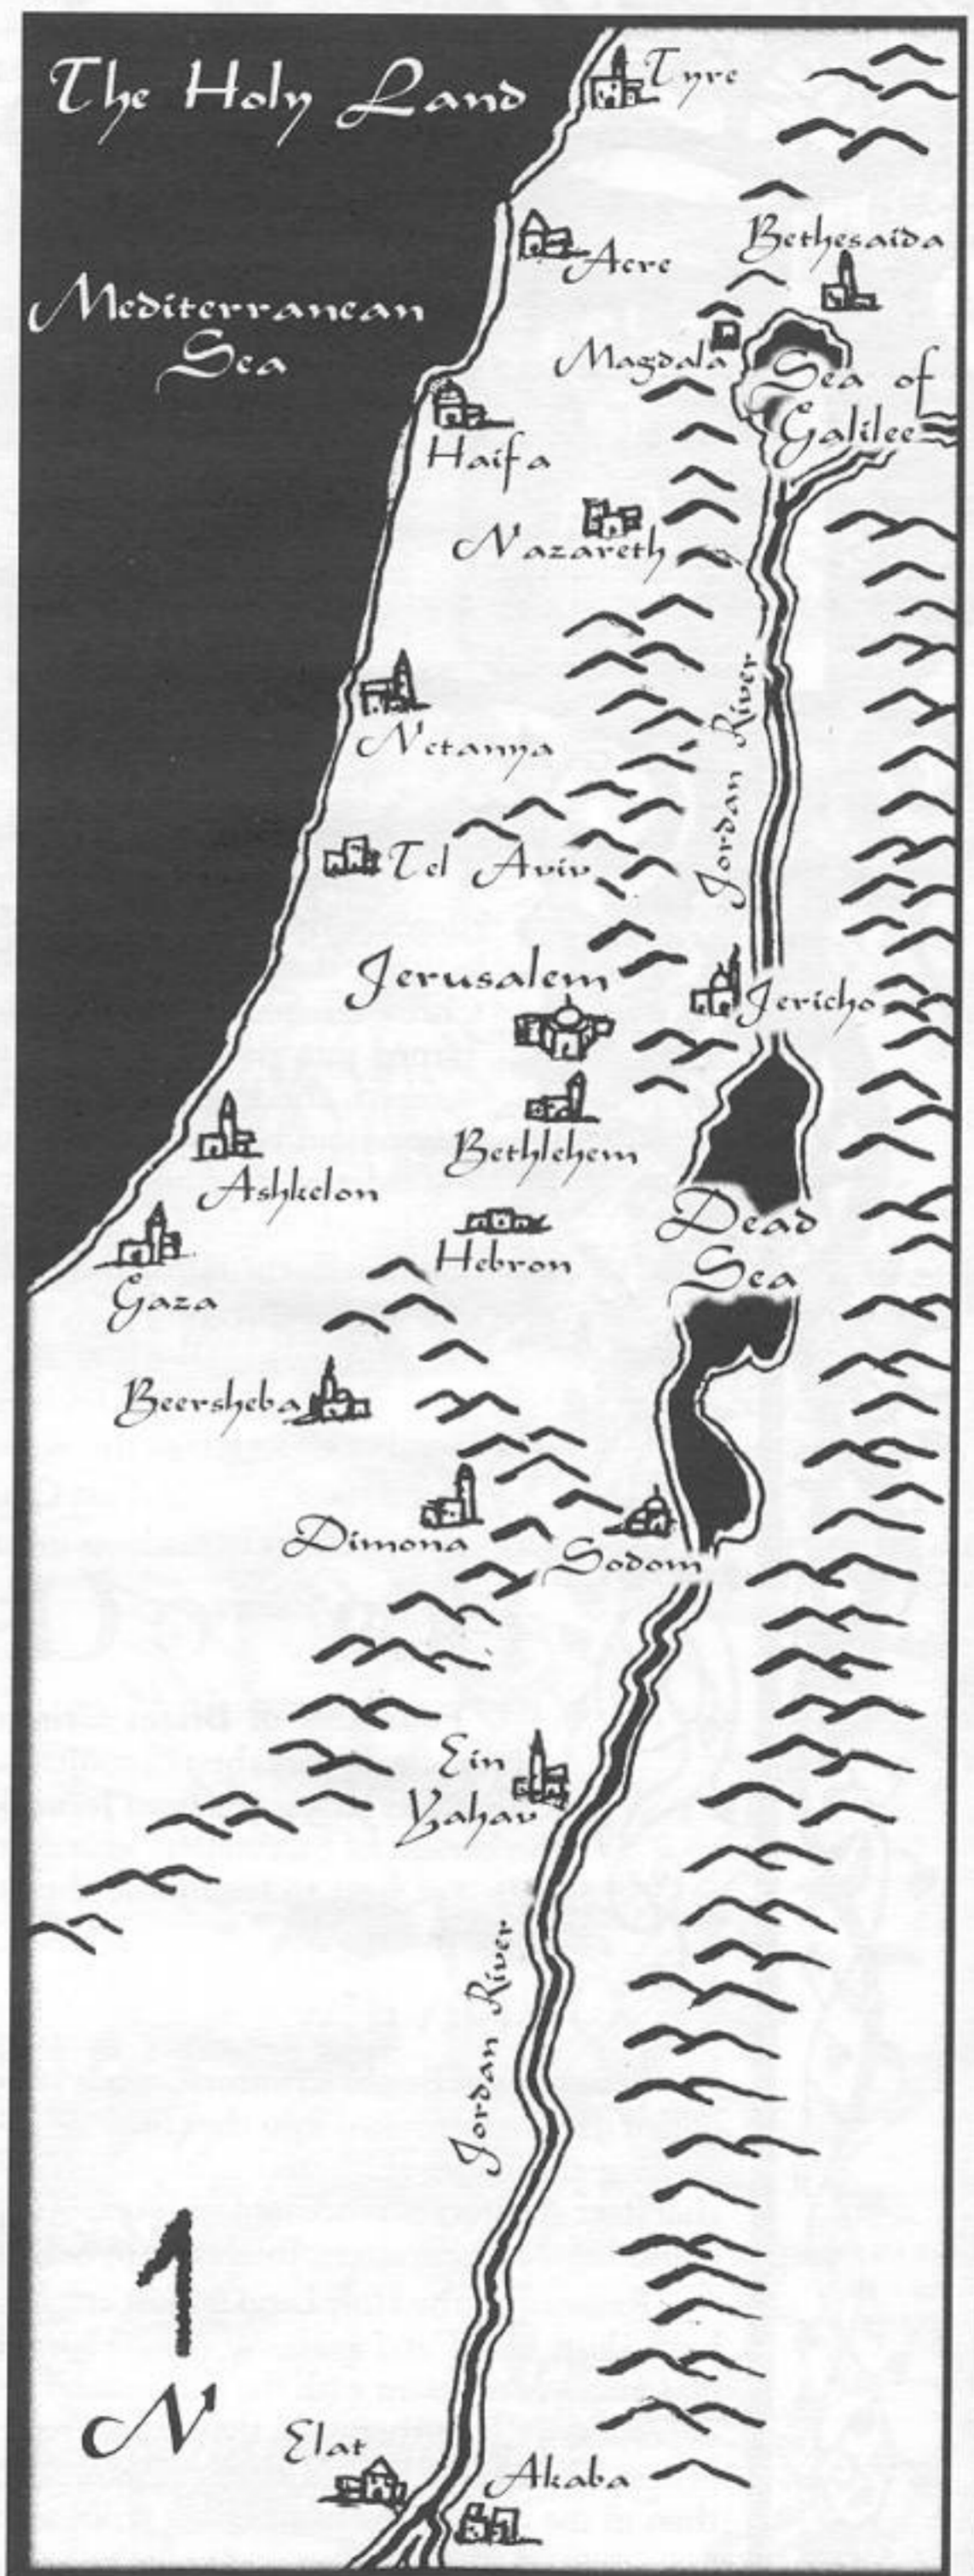 The Holy Land
Tyre
Acre
Bethesaida
Mediterranean
Sea
Magdala
Sea of
Galilee
Haifa
Nazareth
Jordan River
Netanya
Tel Aviv
Jerusalem
Jericho
Bethlehem
Ashkelon
Dead
Sea
Hebron
Gaza
Beersheba
Dimona
Sodom
Ein
Yahav
Jordan River
N
Elat
Akaba